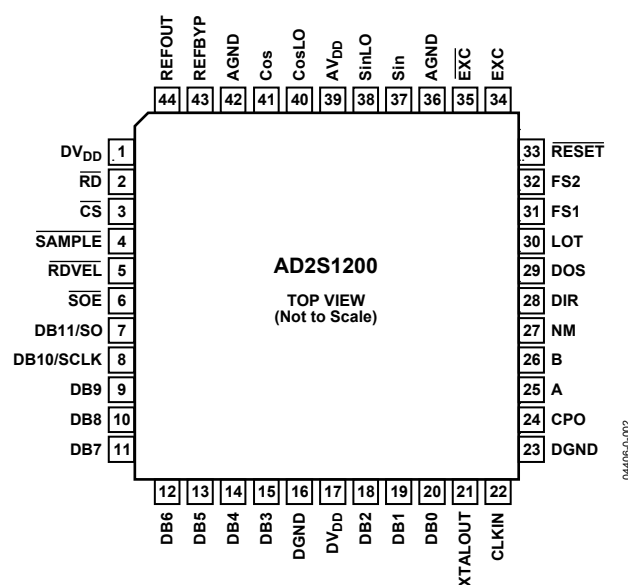 REFOUT REFBYP AGND Cos CosLO AVDD SinLO Sin AGND EXC EXC
44 43 42 41 40 39 38 37 36 35 34
DVDD 1
RD 2
CS 3
SAMPLE 4
RDVEL 5
SOE 6
DB11/SO 7
DB10/SCLK 8
DB9 9
DB8 10
DB7 11
AD2S1200
TOP VIEW
(Not to Scale)
33 RESET
32 FS2
31 FS1
30 LOT
29 DOS
28 DIR
27 NM
26 B
25 A
24 CPO
23 DGND
12 13 14 15 16 17 18 19 20 21 22
DB6 DB5 DB4 DB3 DGND DVDD DB2 DB1 DB0 XTALOUT CLKIN
04406-0-002